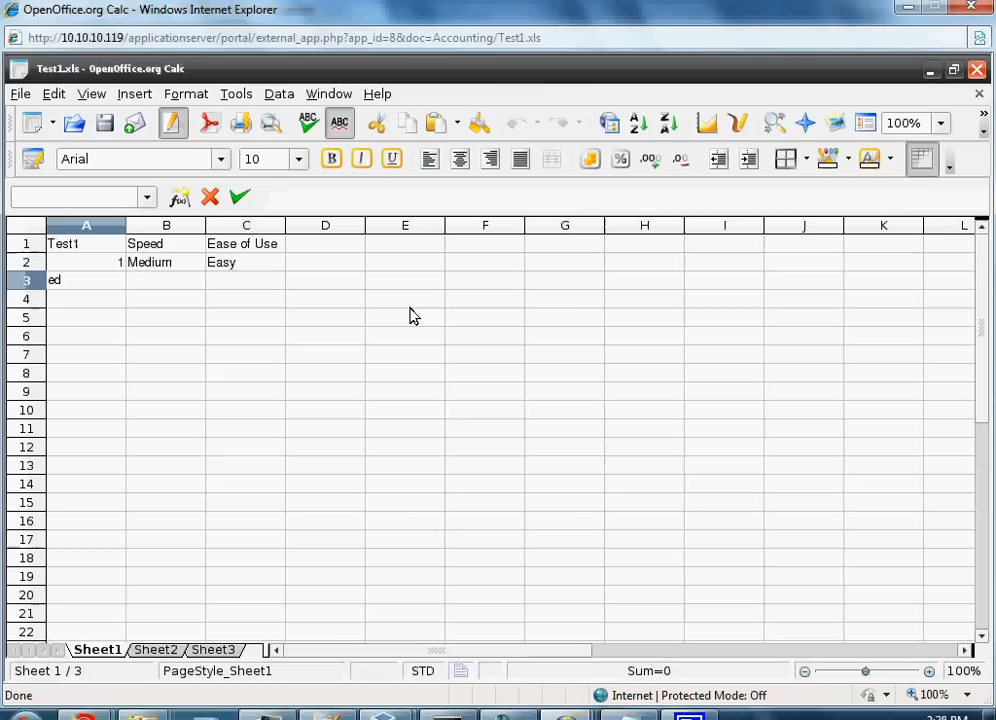 OpenOffice.org Calc - Windows Internet Explorer
http://10.10.10.119/applicationserver/portal/external_app.php?app_id=8&doc=Accounting/Test1.xls
Test1.xls - OpenOffice.org Calc
File Edit View Insert Format Tools Data Window Help
ABC ABC 100%
Arial 10 B I U % .00 .00 A
f(x)
A B C D E F G H I J K L
1 Test1 Speed Ease of Use
2 1 Medium Easy
3 ed
4
5
6
7
8
9
10
11
12
13
14
15
16
17
18
19
20
21
22
Sheet1 Sheet2 Sheet3
Sheet 1 / 3 PageStyle_Sheet1 STD Sum=0 100%
Done Internet | Protected Mode: Off 100%